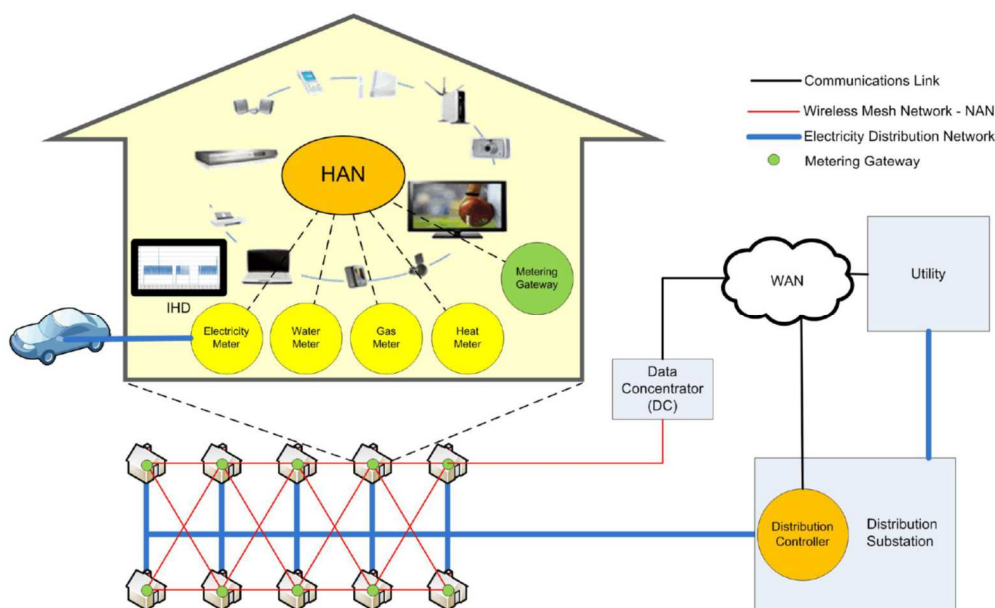 Communications Link
Wireless Mesh Network - NAN
Electricity Distribution Network
Metering Gateway
HAN
IHD
Metering
Gateway
Electricity
Meter
Water
Meter
Gas
Meter
Heat
Meter
WAN
Utility
Data
Concentrator
(DC)
Distribution
Controller
Distribution
Substation